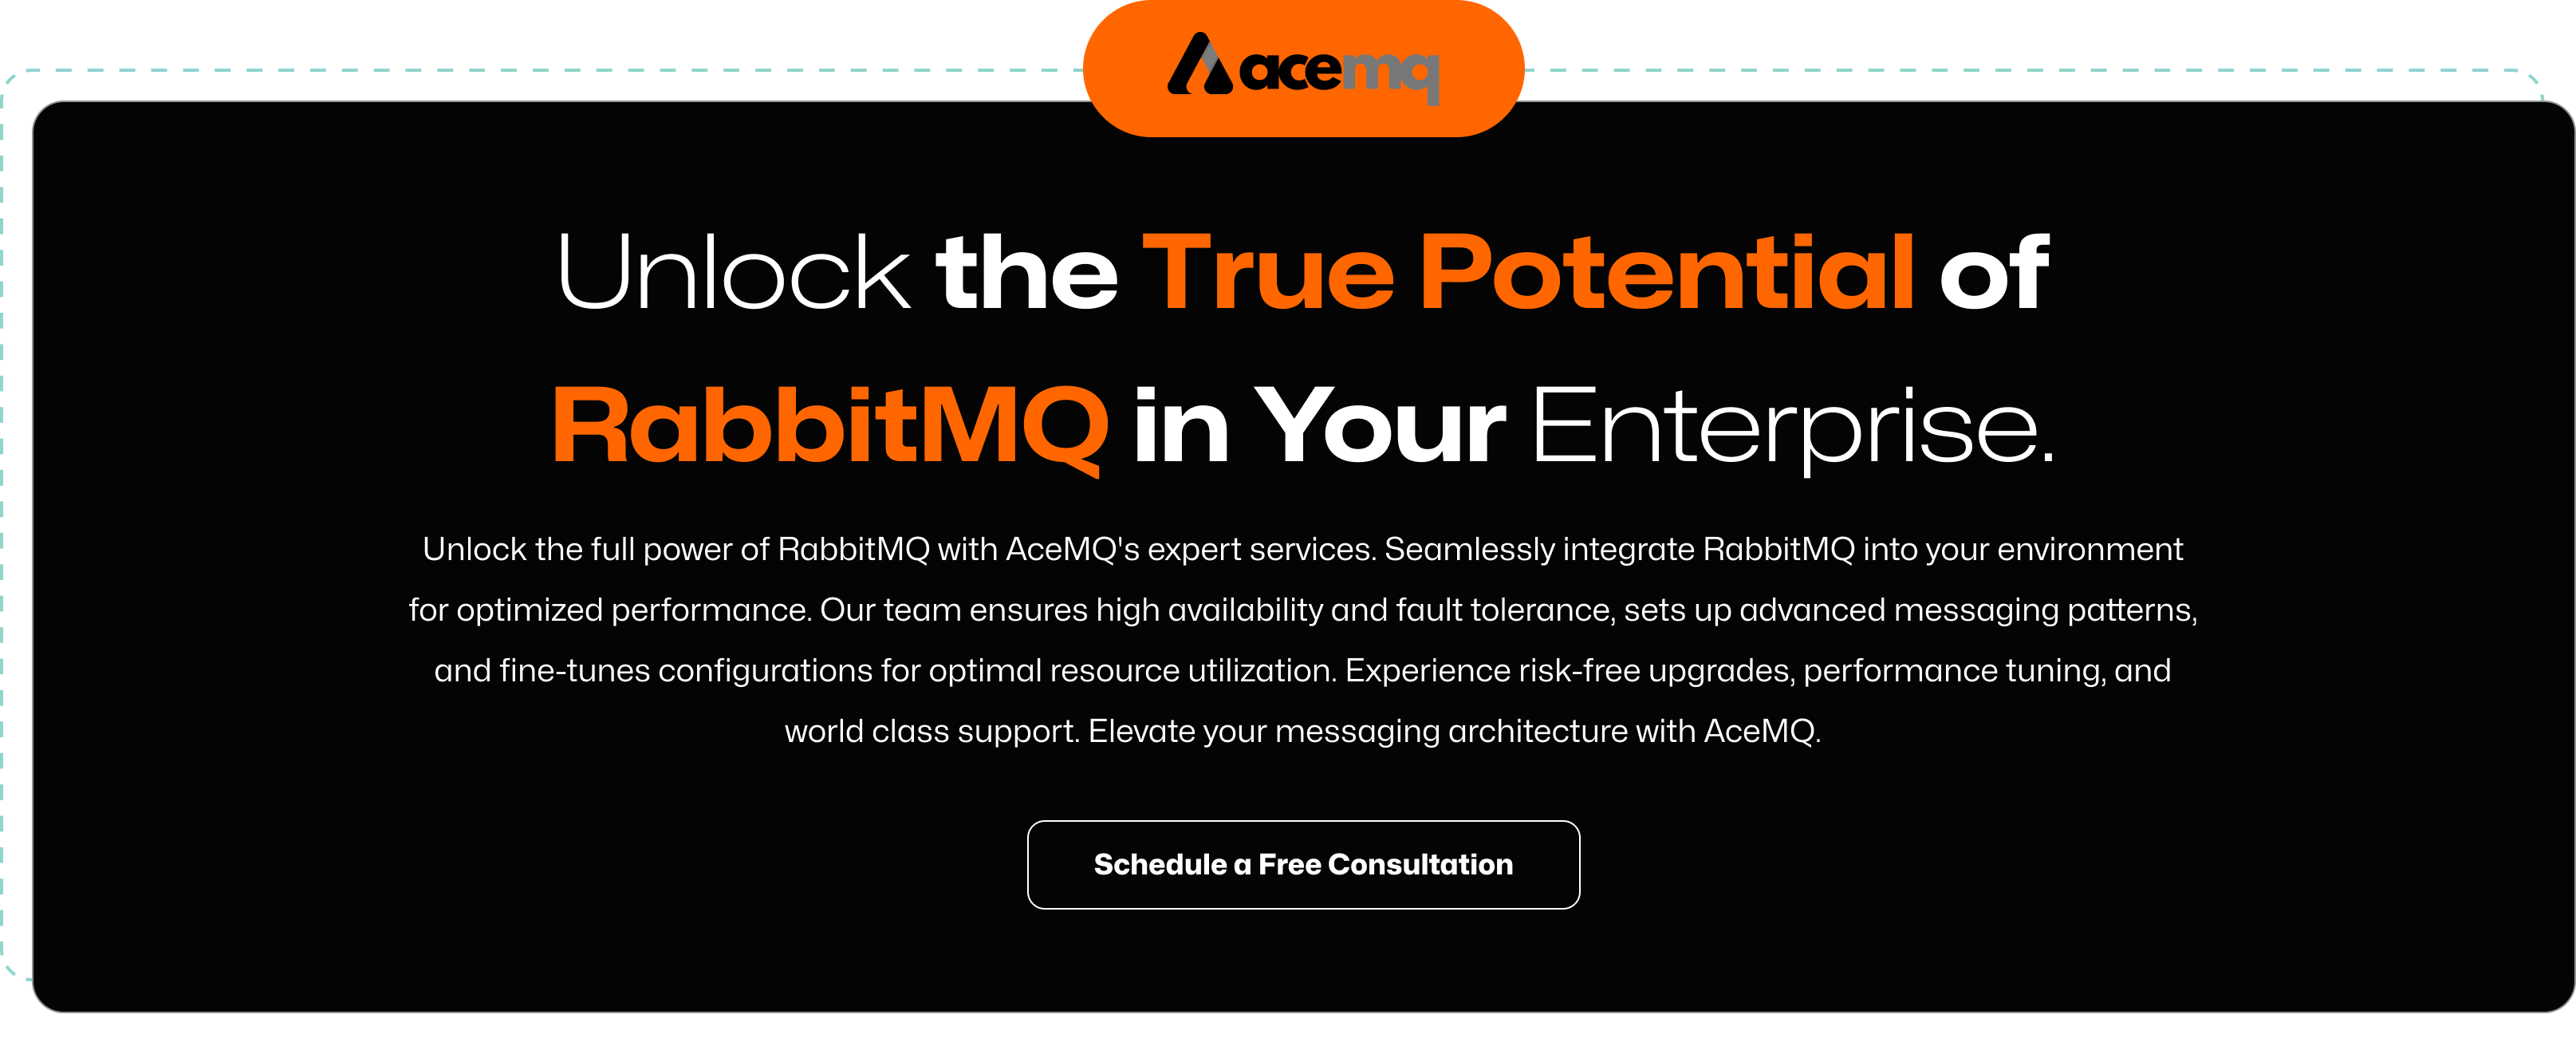 acemq
Unlock the True Potential of
RabbitMQ in Your Enterprise.
Unlock the full power of RabbitMQ with AceMQ's expert services. Seamlessly integrate RabbitMQ into your environment
for optimized performance. Our team ensures high availability and fault tolerance, sets up advanced messaging patterns,
and fine-tunes configurations for optimal resource utilization. Experience risk-free upgrades, performance tuning, and
world class support. Elevate your messaging architecture with AceMQ.
Schedule a Free Consultation